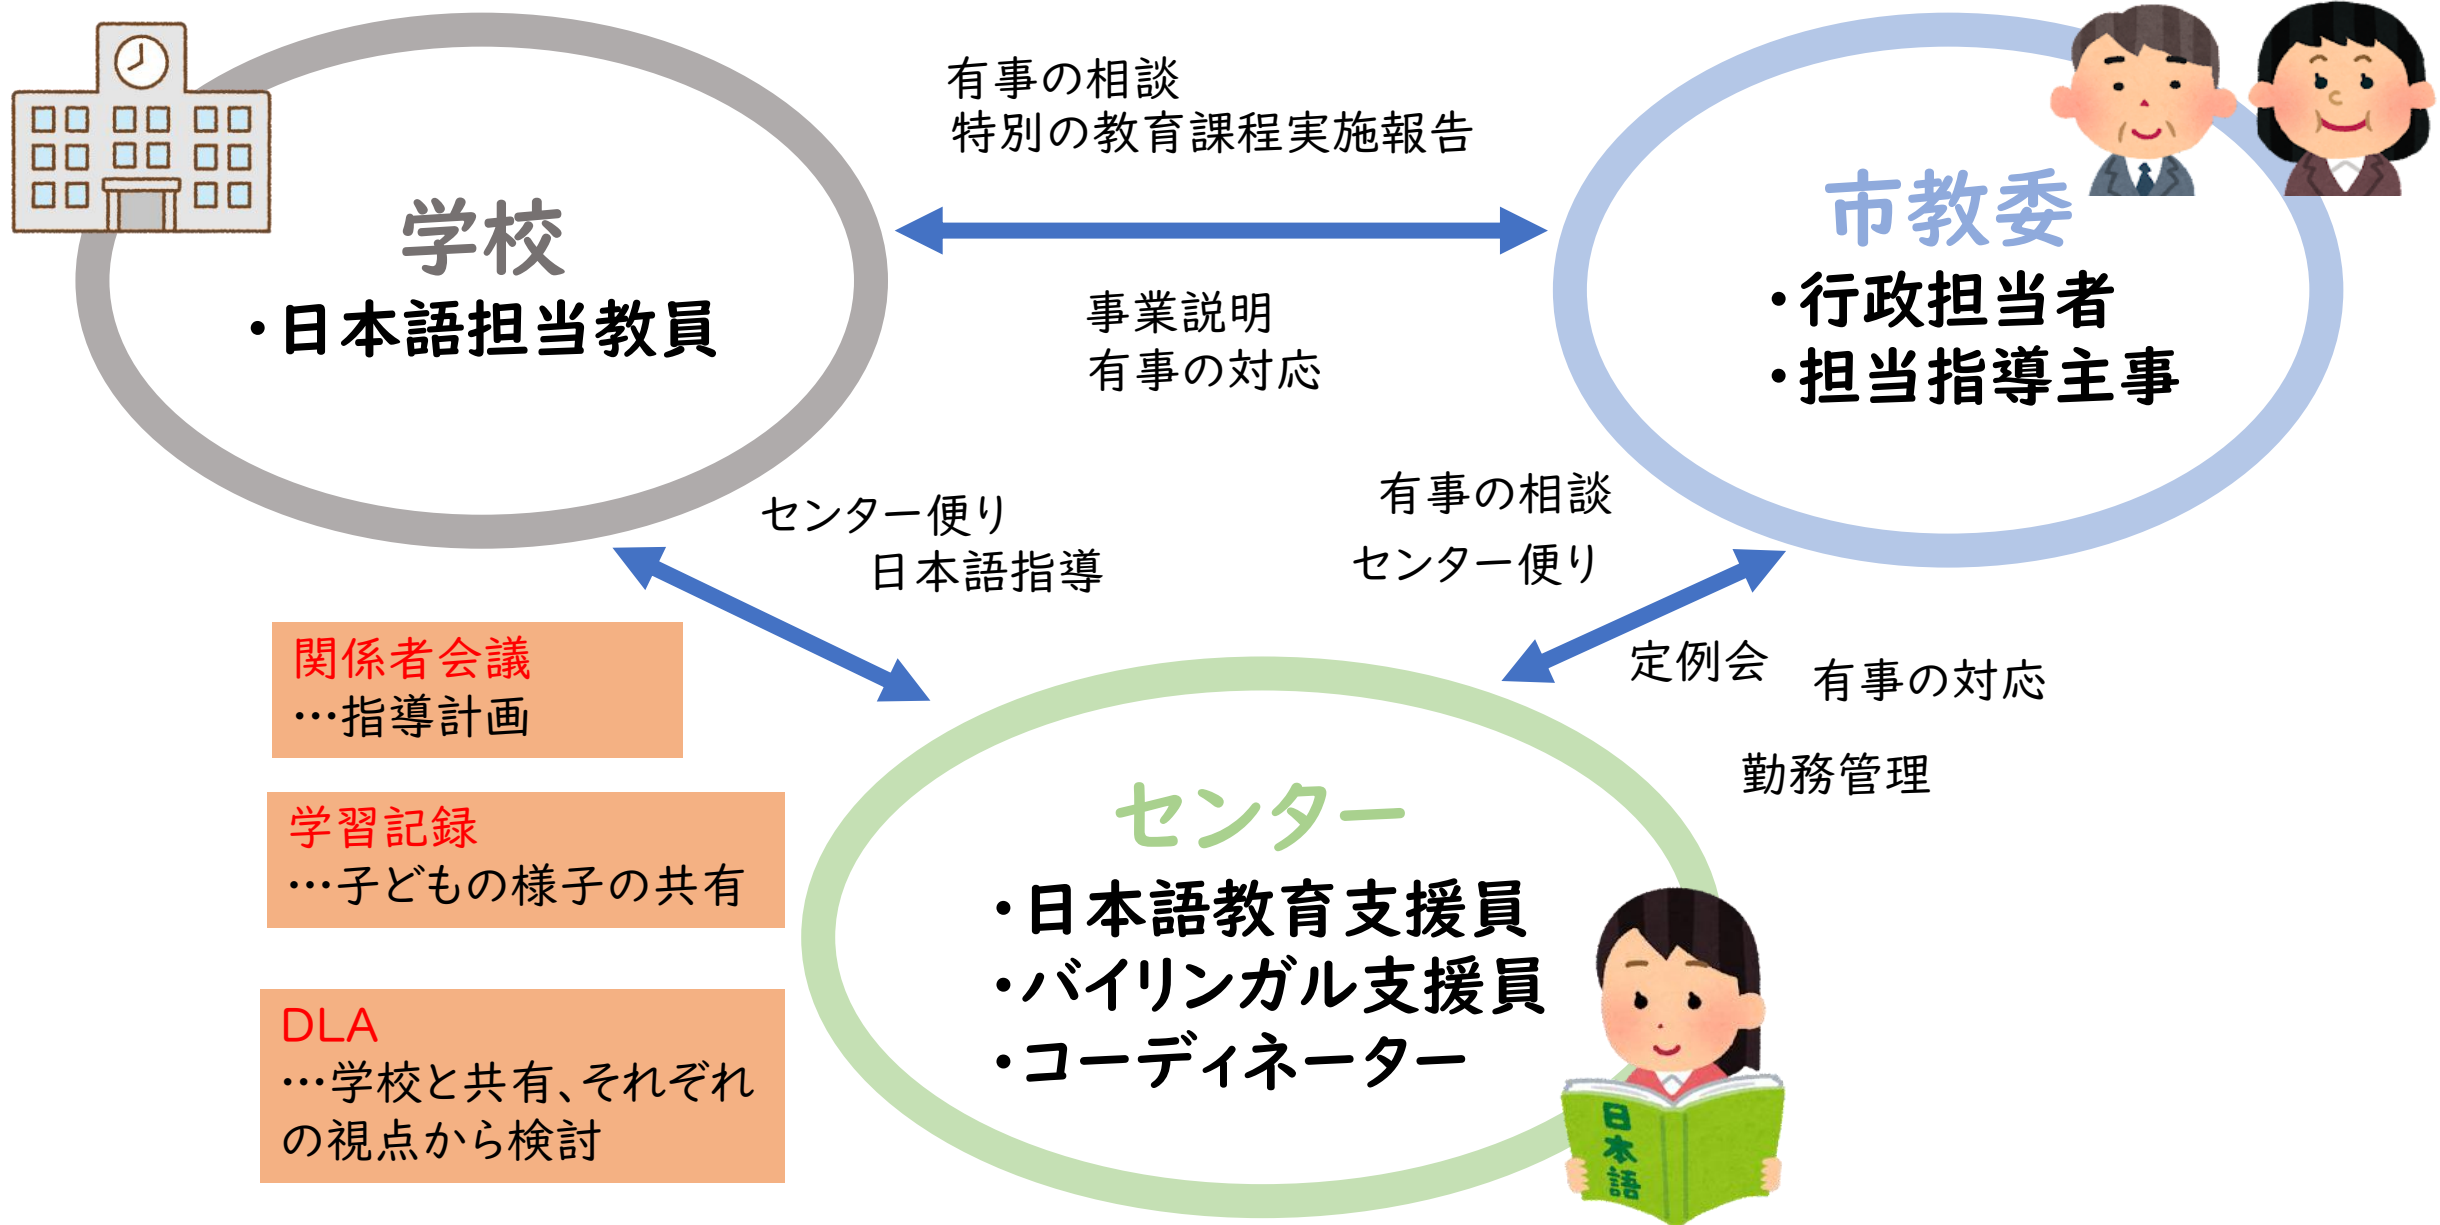 有事の相談
特別の教育課程実施報告
学校
・日本語担当教員
市教委
・行政担当者
・担当指導主事
事業説明
有事の対応
センター便り
日本語指導
有事の相談
センター便り
定例会
有事の対応
勤務管理
関係者会議
…指導計画
学習記録
…子どもの様子の共有
DLA
…学校と共有、それぞれ
の視点から検討
センター
・日本語教育支援員
・バイリンガル支援員
・コーディネーター
日本語